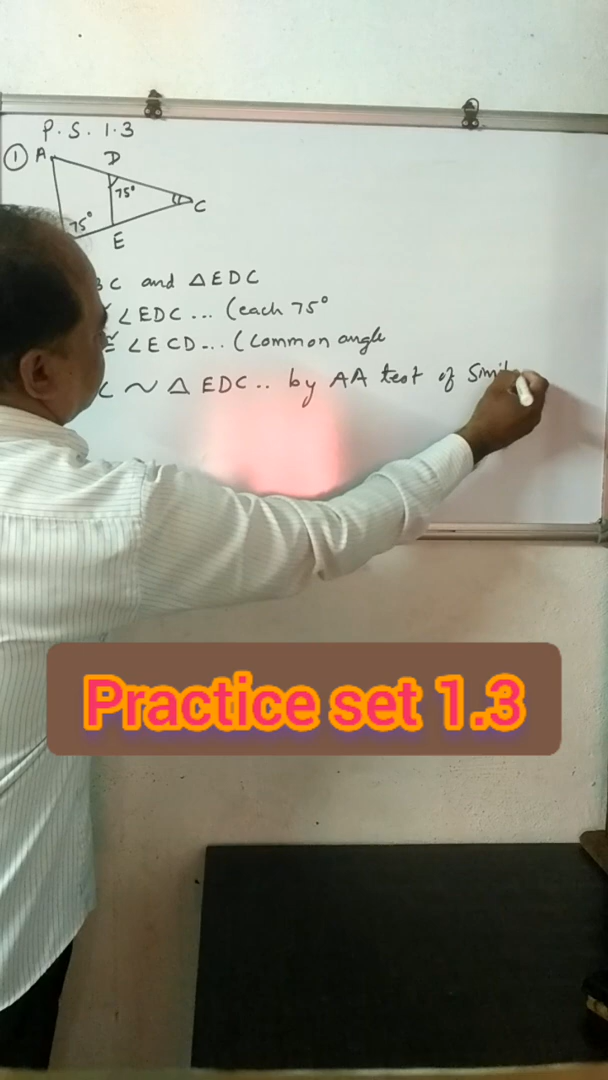 P. S. 1.3
① A D
75° C
75°
E
C and △EDC
∠EDC ... (each 75°
≅ ∠ECD ... (Common angle
~ △EDC .. by AA test of Simil
Practice set 1.3